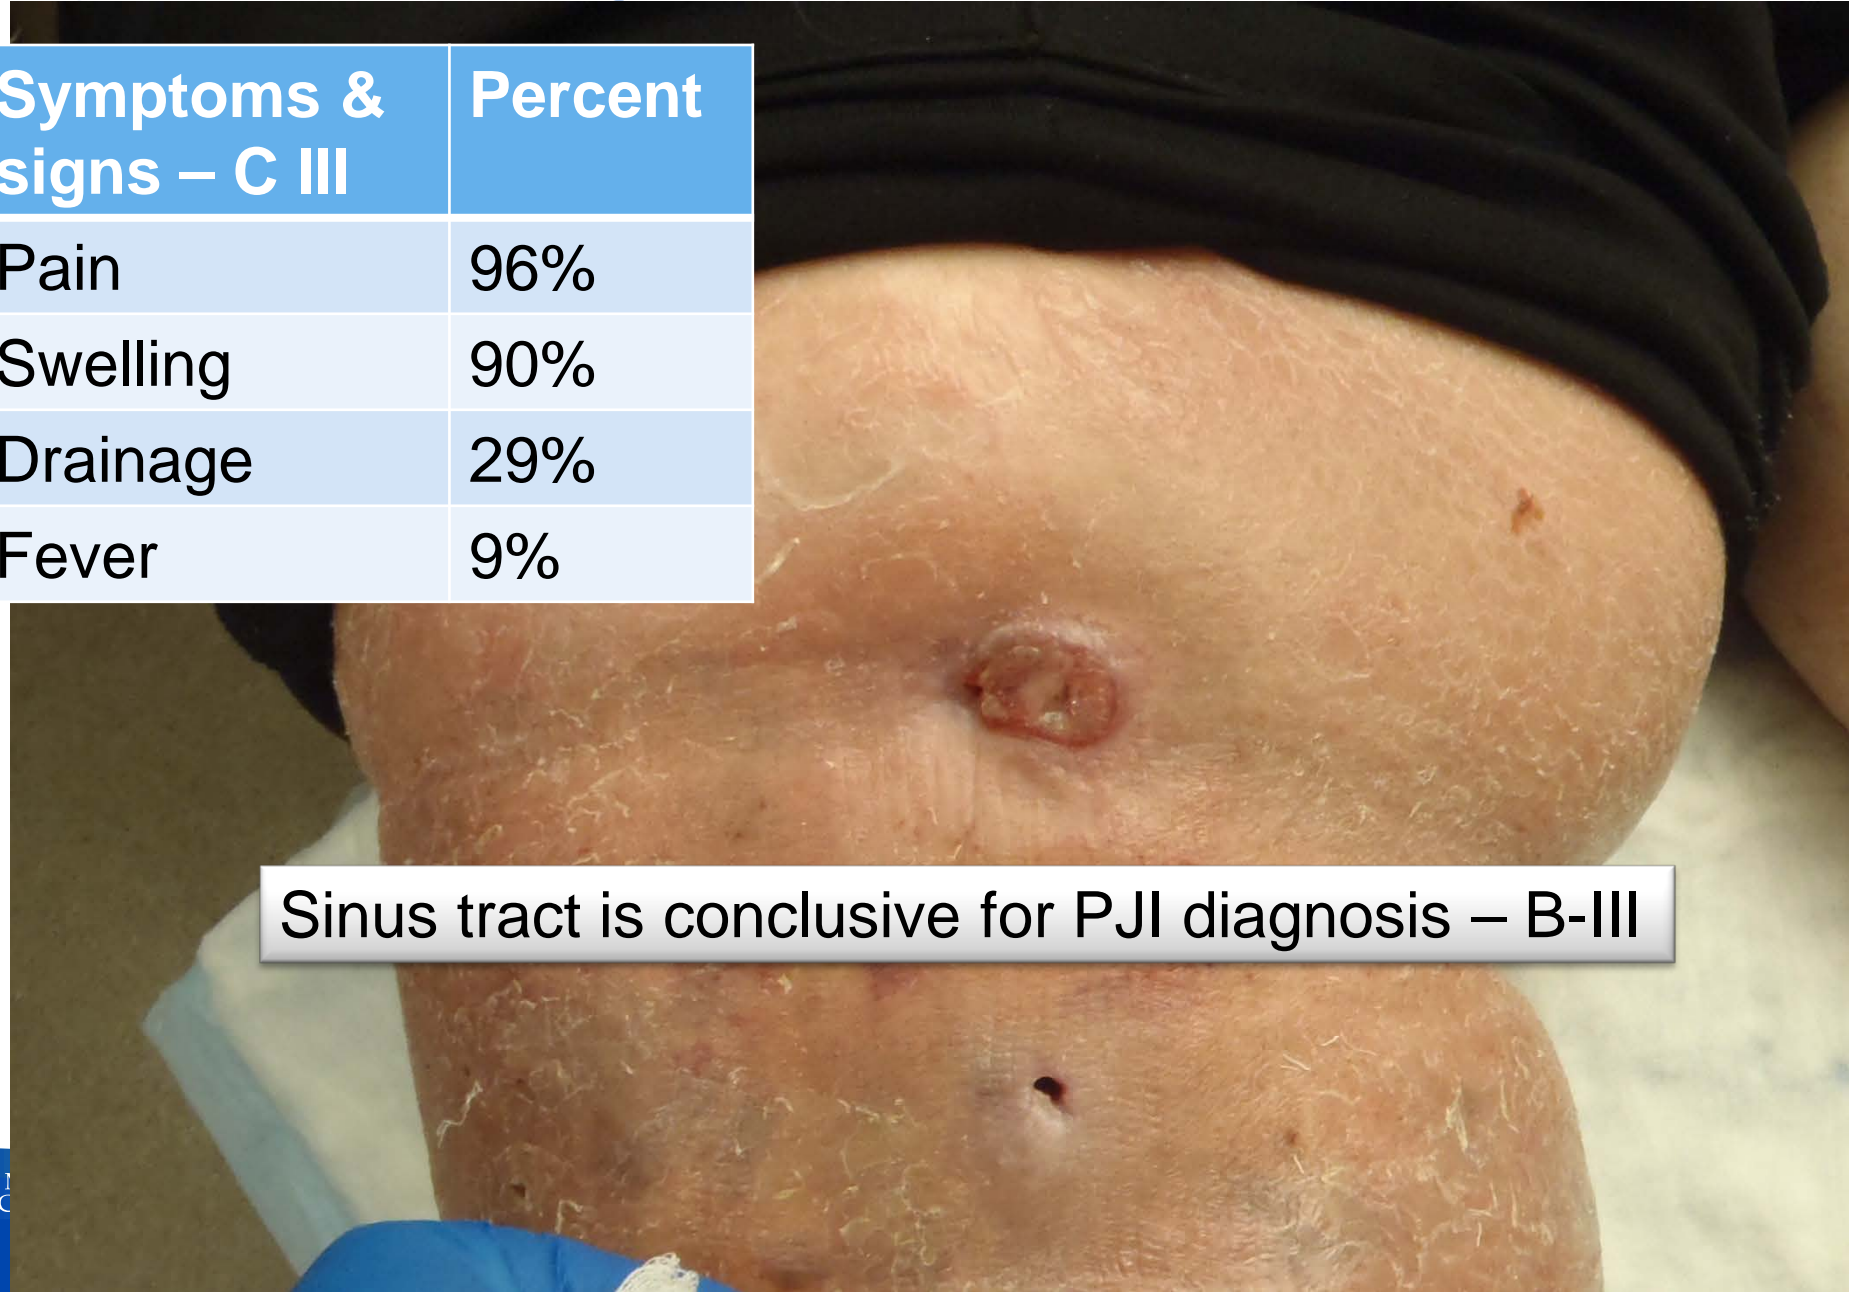 Symptoms & Percent
signs – C III
Pain 96%
Swelling 90%
Drainage 29%
Fever 9%
Sinus tract is conclusive for PJI diagnosis – B-III